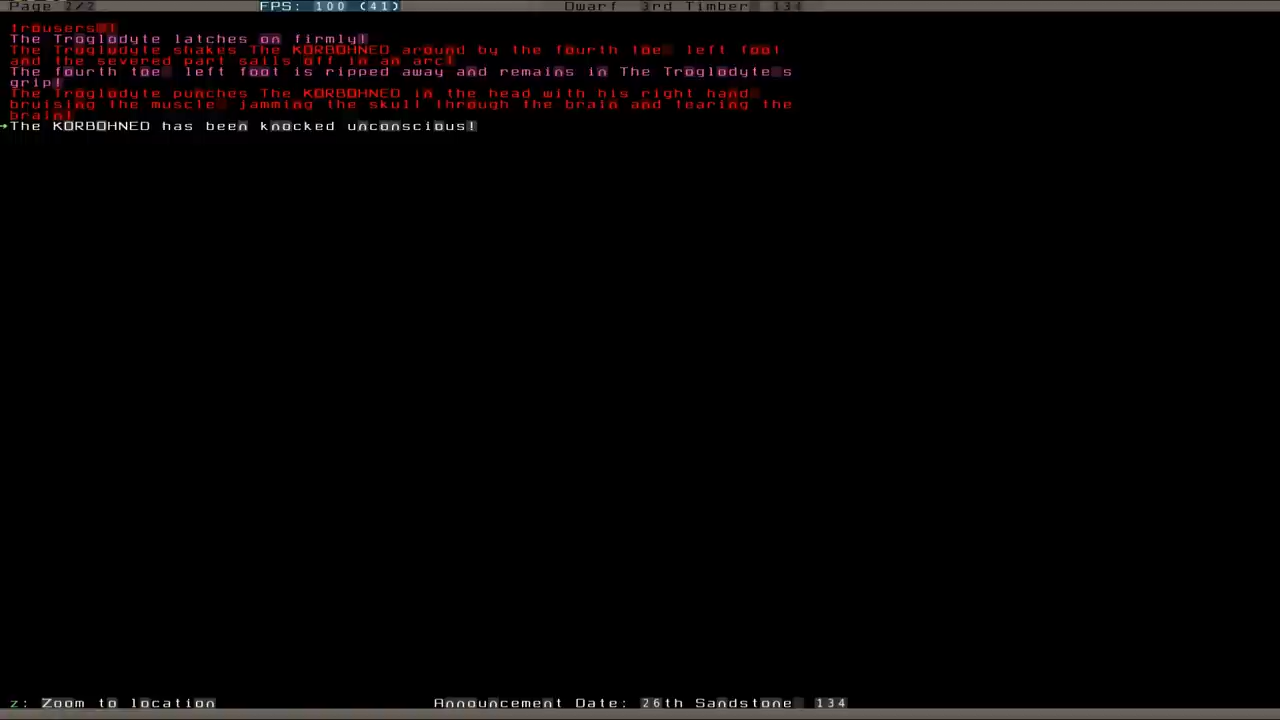 Page 2/2 FPS: 100 (41) Dwarf 3rd Timber 134
trousers!
The Troglodyte latches on firmly!
The Troglodyte shakes The KORBOHNED around by the fourth toe left foot
and the severed part sails off in an arc!
The fourth toe left foot is ripped away and remains in The Troglodyte s
grip!
The Troglodyte punches The KORBOHNED in the head with his right hand
bruising the muscle jamming the skull through the brain and tearing the
brain!
The KORBOHNED has been knocked unconscious!
z: Zoom to location Announcement Date: 26th Sandstone 134